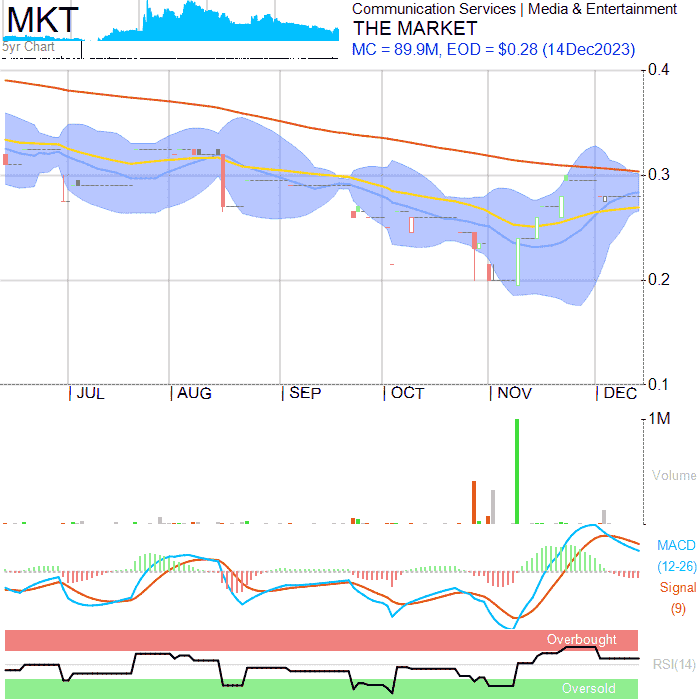 MKT
5yr Chart
Communication Services | Media & Entertainment
THE MARKET
MC = 89.9M, EOD = $0.28 (14Dec2023)
0.4
0.3
0.2
0.1
JUL
AUG
SEP
OCT
NOV
DEC
1M
Volume
MACD
(12-26)
Signal
(9)
Overbought
RSI(14)
Oversold